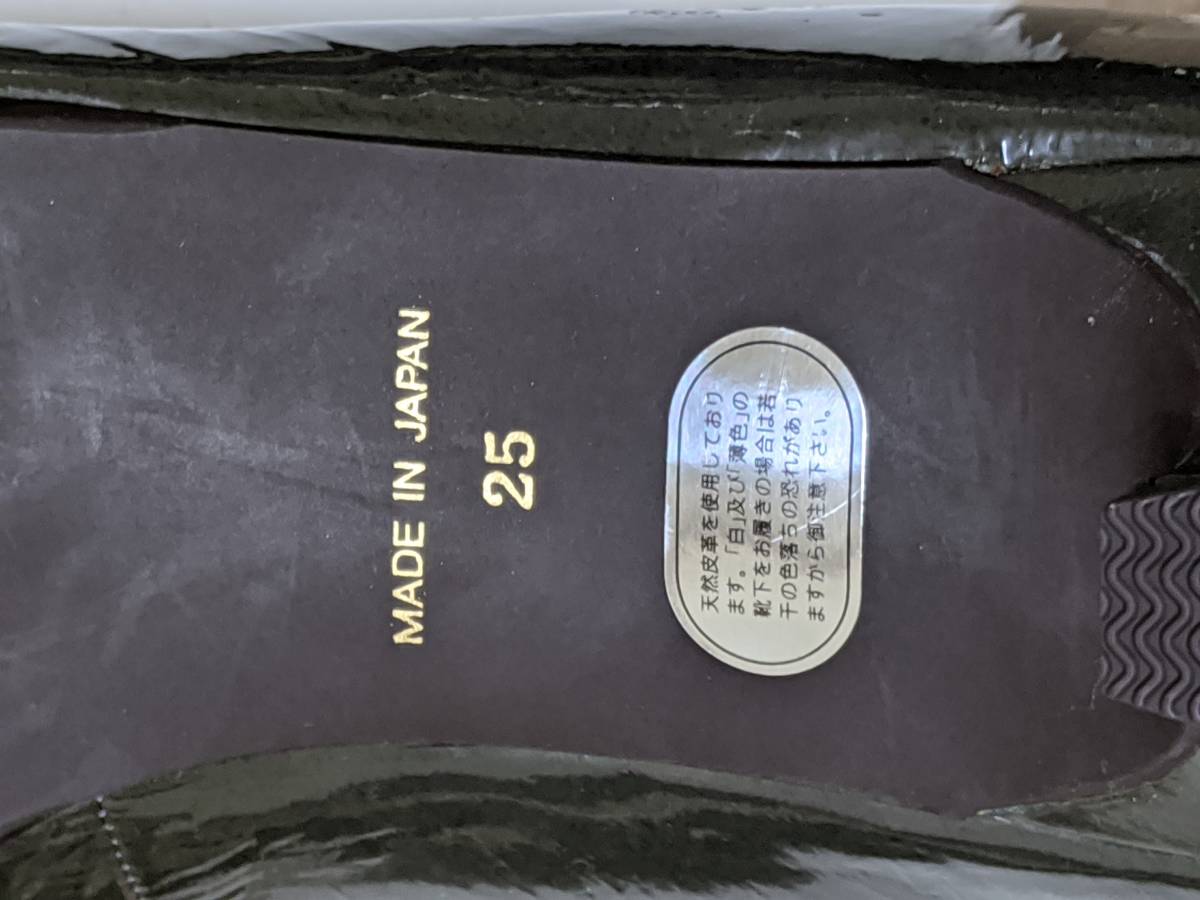 MADE IN JAPAN
25
天然皮革を使用しており
ます。「白」及び「薄色」の
靴下をお履きの場合は若
干の色落ちの恐れがあり
ますから御注意下さい。